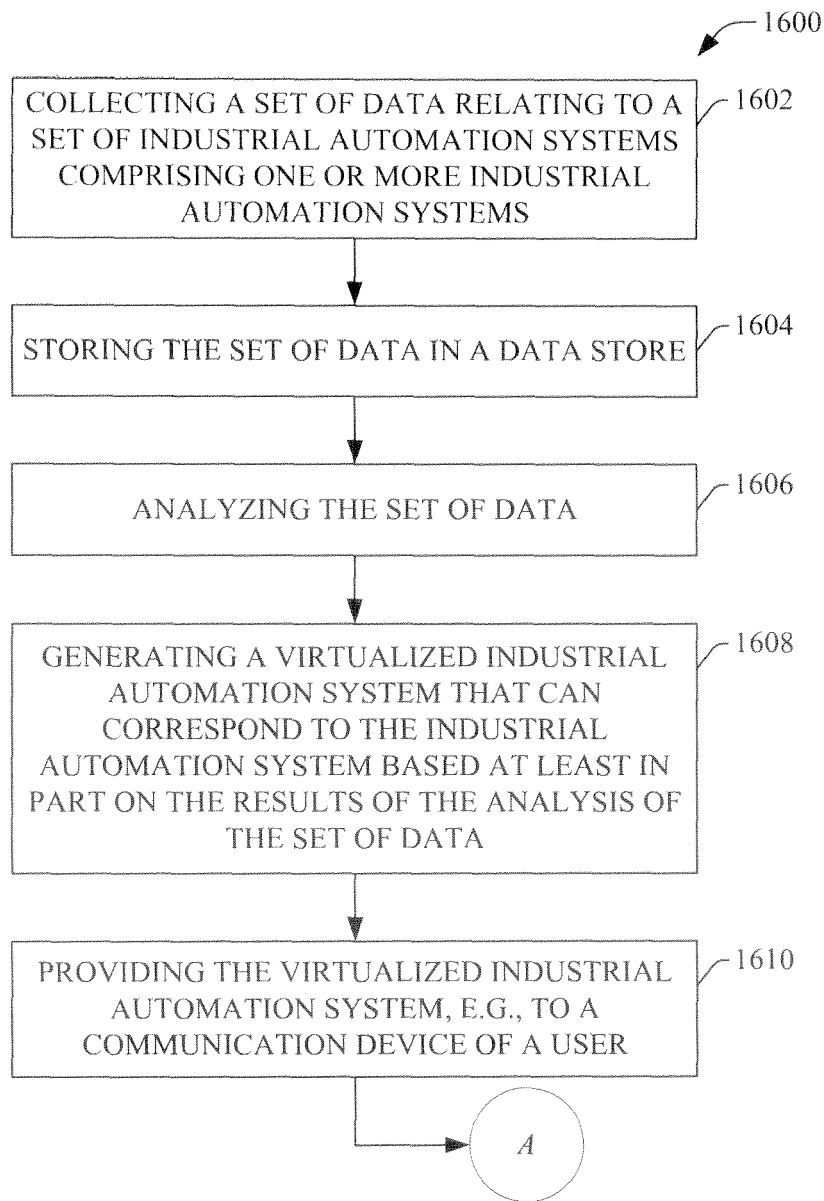 1600
COLLECTING A SET OF DATA RELATING TO A
SET OF INDUSTRIAL AUTOMATION SYSTEMS
COMPRISING ONE OR MORE INDUSTRIAL
AUTOMATION SYSTEMS
1602
STORING THE SET OF DATA IN A DATA STORE
1604
ANALYZING THE SET OF DATA
1606
GENERATING A VIRTUALIZED INDUSTRIAL
AUTOMATION SYSTEM THAT CAN
CORRESPOND TO THE INDUSTRIAL
AUTOMATION SYSTEM BASED AT LEAST IN
PART ON THE RESULTS OF THE ANALYSIS OF
THE SET OF DATA
1608
PROVIDING THE VIRTUALIZED INDUSTRIAL
AUTOMATION SYSTEM, E.G., TO A
COMMUNICATION DEVICE OF A USER
1610
A